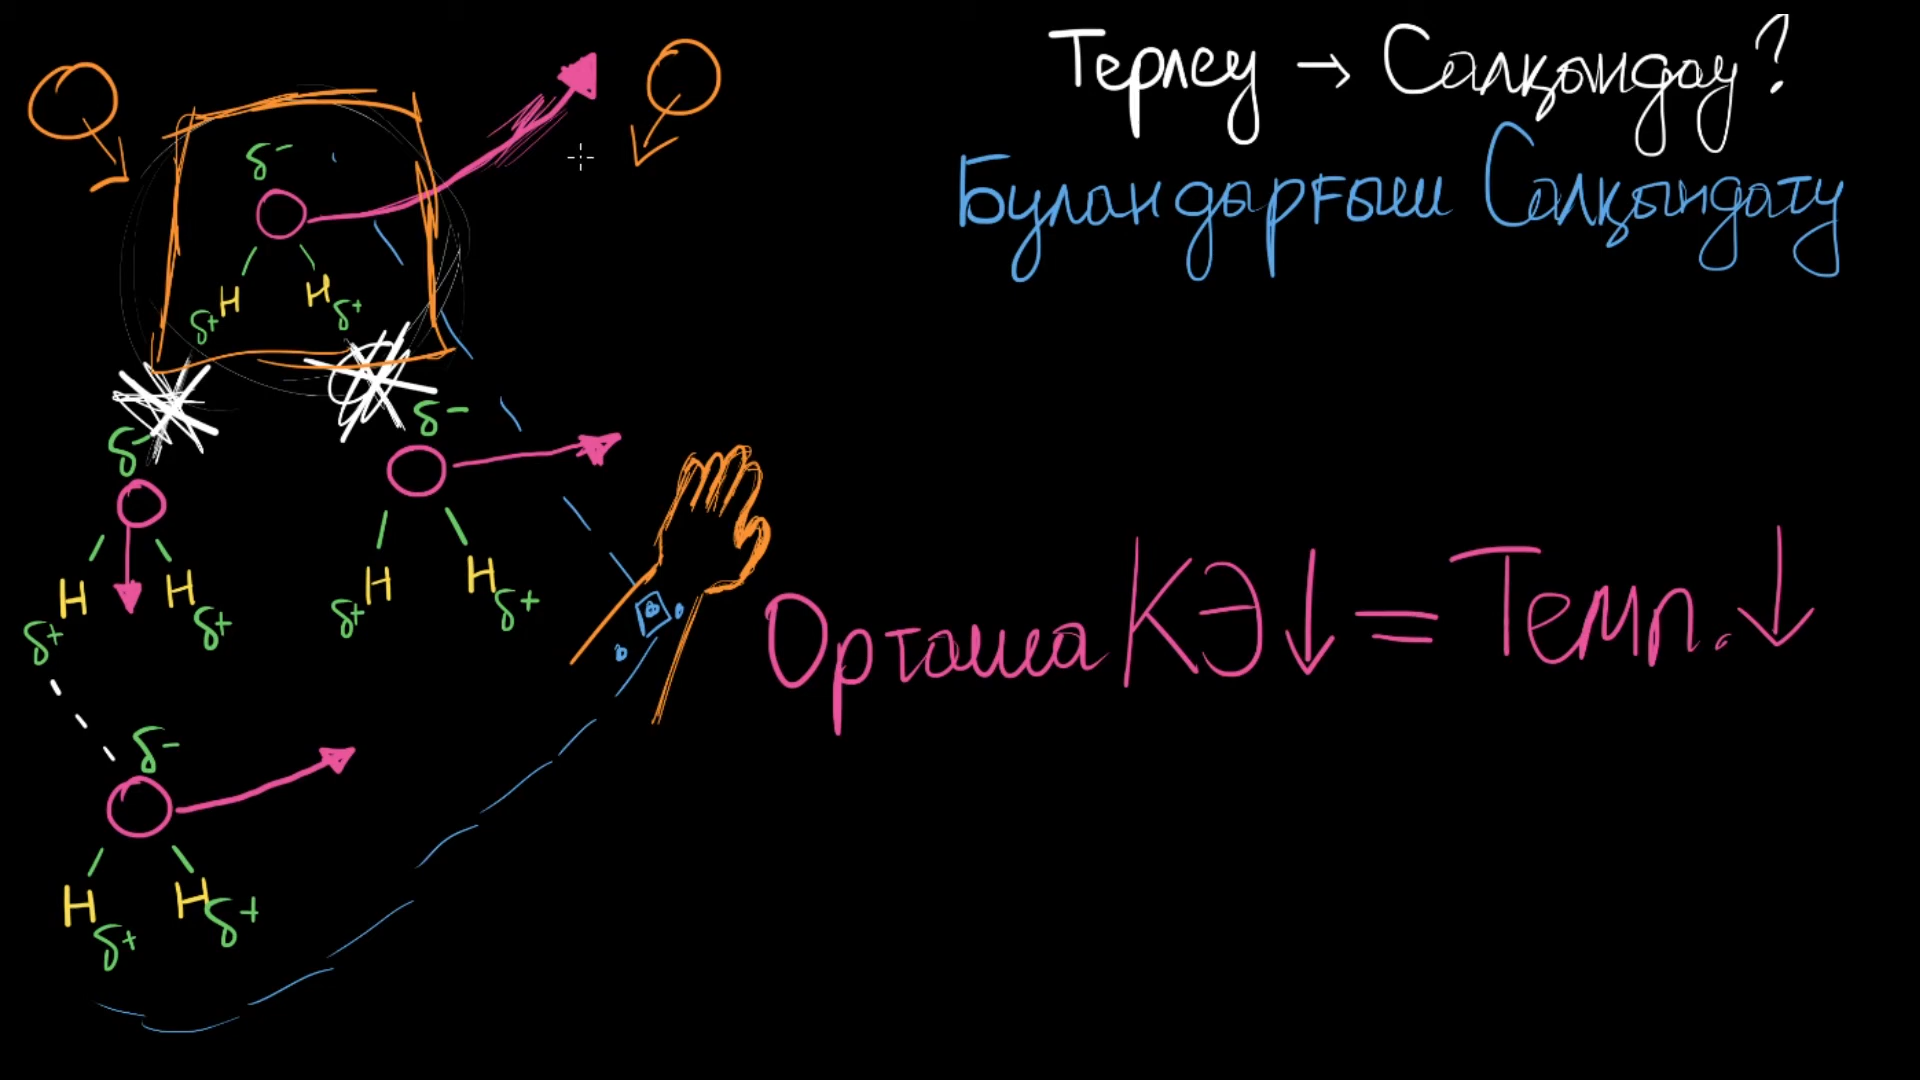 Терлеу → Салқындау?
Буландырғыш Салқындату
δ-
H H
δ+ δ+
δ- δ-
H H H H
δ+ δ+ δ+ δ+
Орташа КЭ↓ = Темп.↓
δ-
H H
δ+ δ+